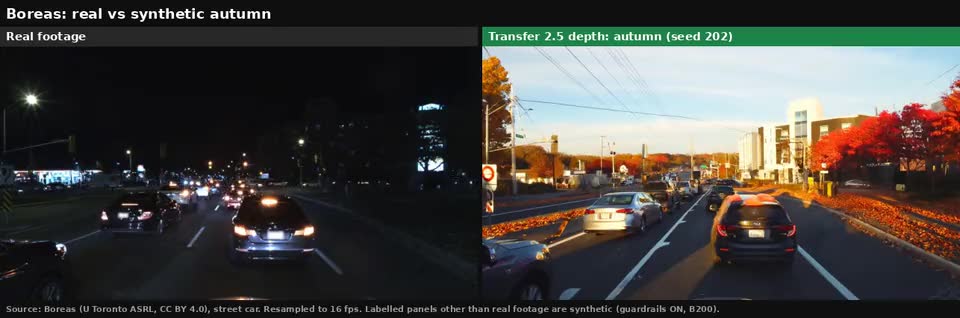 Boreas: real vs synthetic autumn
Real footage
Transfer 2.5 depth: autumn (seed 202)
Source: Boreas (U Toronto ASRL, CC BY 4.0), street car. Resampled to 16 fps. Labelled panels other than real footage are synthetic (guardrails ON, B200).